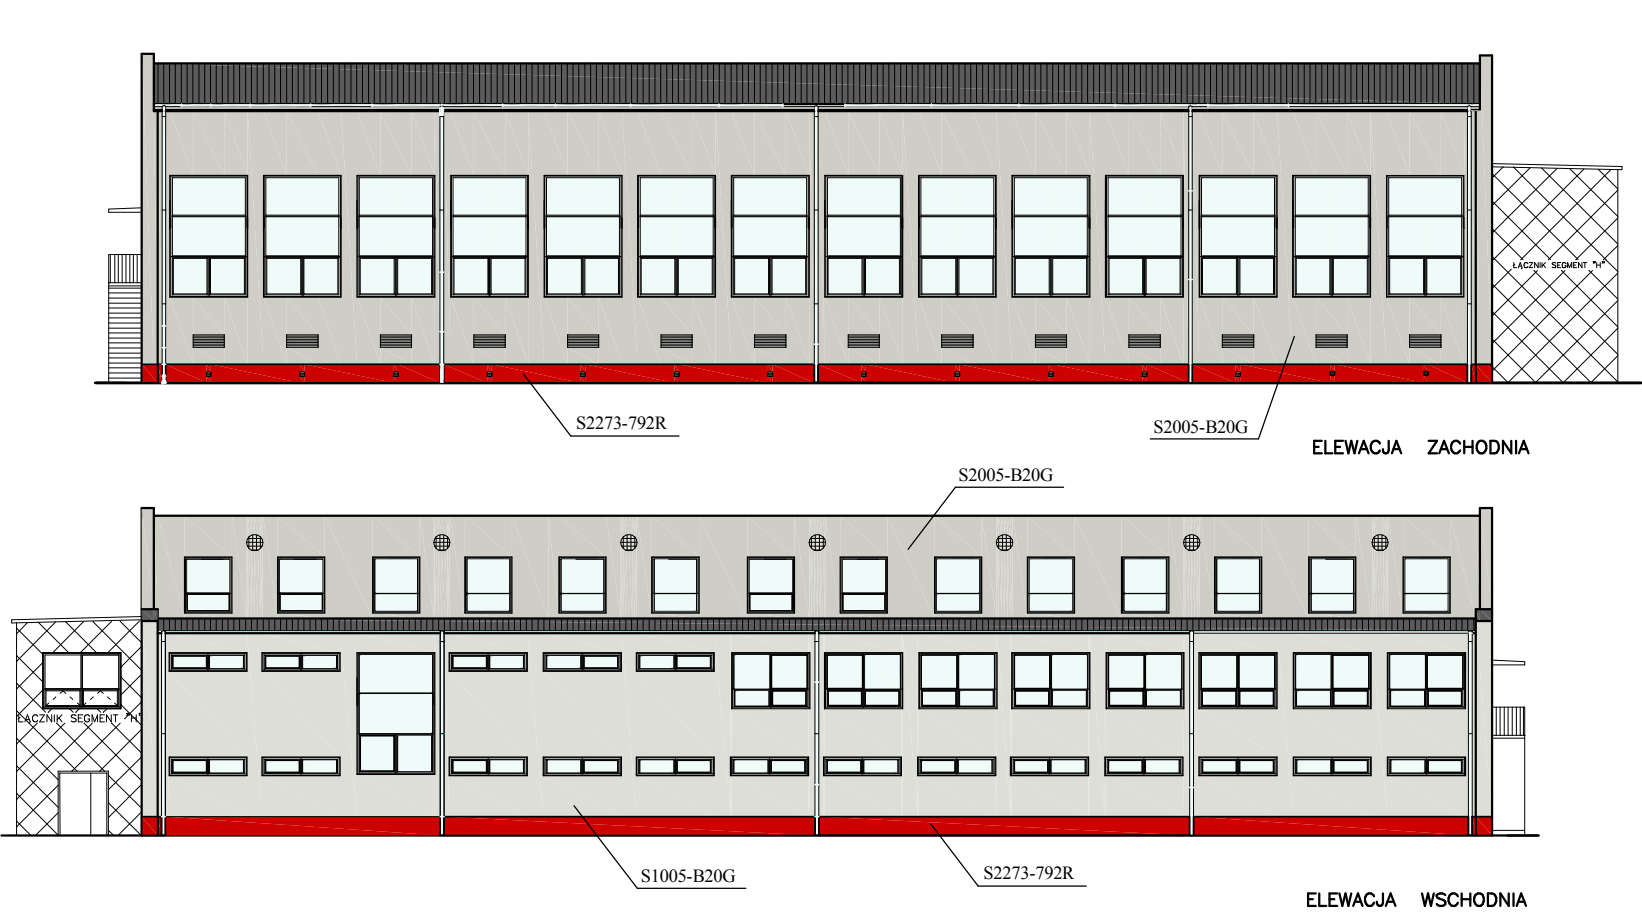 ŁĄCZNIK SEGMENT "H"
S2273-792R
S2005-B20G
ELEWACJA ZACHODNIA
S2005-B20G
ŁĄCZNIK SEGMENT "H"
S1005-B20G
S2273-792R
ELEWACJA WSCHODNIA